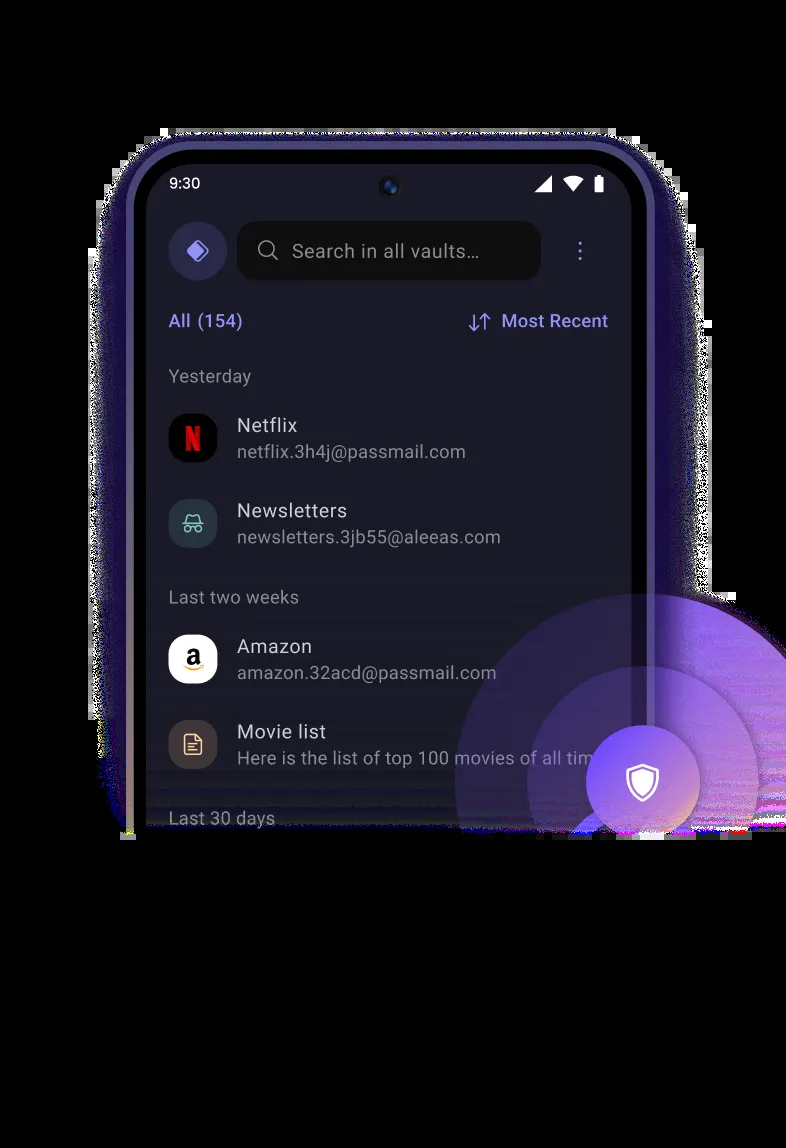 9:30
Search in all vaults…
All (154)
Most Recent
Yesterday
Netflix
netflix.3h4j@passmail.com
Newsletters
newsletters.3jb55@aleeas.com
Last two weeks
Amazon
amazon.32acd@passmail.com
Movie list
Here is the list of top 100 movies of all tim
Last 30 days